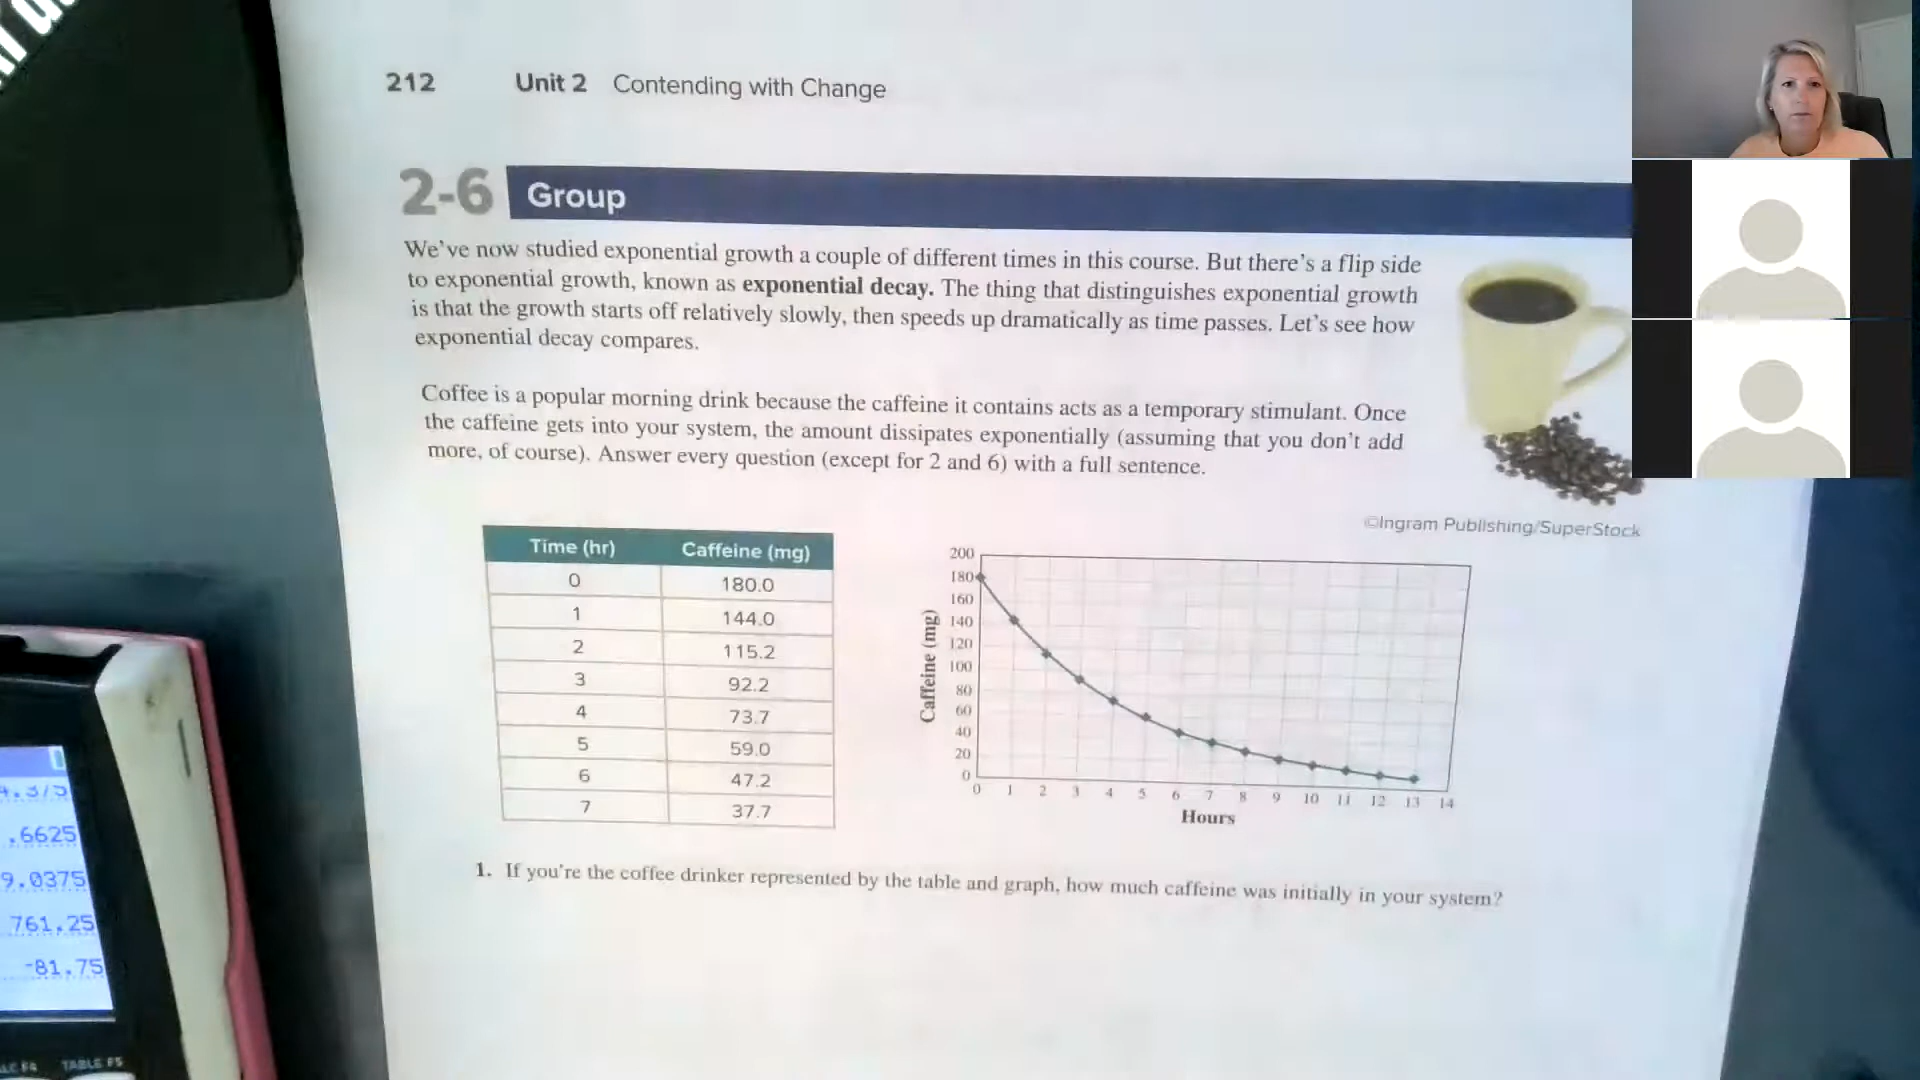 212 Unit 2 Contending with Change
2-6 Group
We've now studied exponential growth a couple of different times in this course. But there's a flip side
to exponential growth, known as exponential decay. The thing that distinguishes exponential growth
is that the growth starts off relatively slowly, then speeds up dramatically as time passes. Let's see how
exponential decay compares.
Coffee is a popular morning drink because the caffeine it contains acts as a temporary stimulant. Once
the caffeine gets into your system, the amount dissipates exponentially (assuming that you don't add
more, of course). Answer every question (except for 2 and 6) with a full sentence.
©Ingram Publishing/SuperStock
Time (hr) Caffeine (mg)
0 180.0
1 144.0
2 115.2
3 92.2
4 73.7
5 59.0
6 47.2
7 37.7
200
180
160
140
120
100
80
60
40
20
0
Caffeine (mg)
0 1 2 3 4 5 6 7 8 9 10 11 12 13 14
Hours
1. If you're the coffee drinker represented by the table and graph, how much caffeine was initially in your system?
.6625
9.0375
761.25
-81.75
TABLE F5